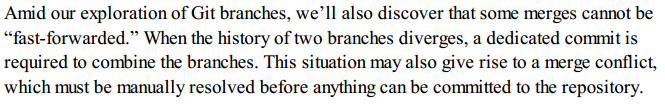 Amid our exploration of Git branches, we’ll also discover that some merges cannot be
“fast-forwarded.” When the history of two branches diverges, a dedicated commit is
required to combine the branches. This situation may also give rise to a merge conflict,
which must be manually resolved before anything can be committed to the repository.